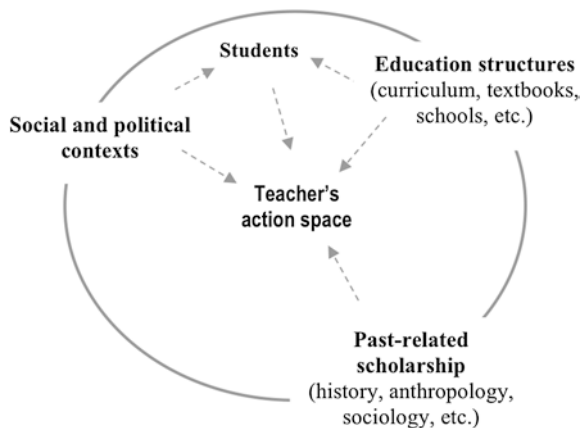 Students
Education structures
(curriculum, textbooks,
schools, etc.)
Social and political
contexts
Teacher's
action space
Past-related
scholarship
(history, anthropology,
sociology, etc.)